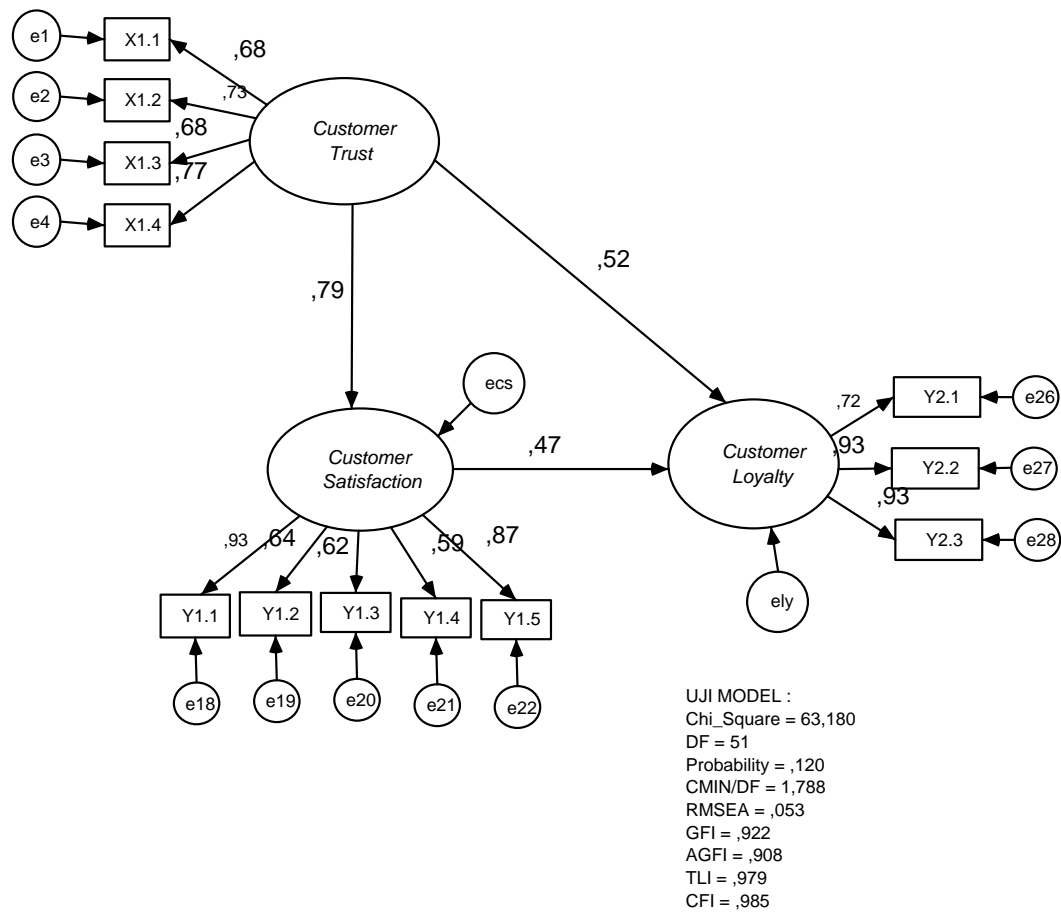 e1
X1.1
,68
e2
X1.2
,73
,68
e3
X1.3
,77
e4
X1.4
Customer
Trust
,79
,52
ecs
Customer
Satisfaction
,47
Customer
Loyalty
,72
Y2.1
e26
,93
Y2.2
e27
,93
Y2.3
e28
ely
,93
,64
,62
,59
,87
Y1.1
Y1.2
Y1.3
Y1.4
Y1.5
e18
e19
e20
e21
e22
UJI MODEL :
Chi_Square = 63,180
DF = 51
Probability = ,120
CMIN/DF = 1,788
RMSEA = ,053
GFI = ,922
AGFI = ,908
TLI = ,979
CFI = ,985